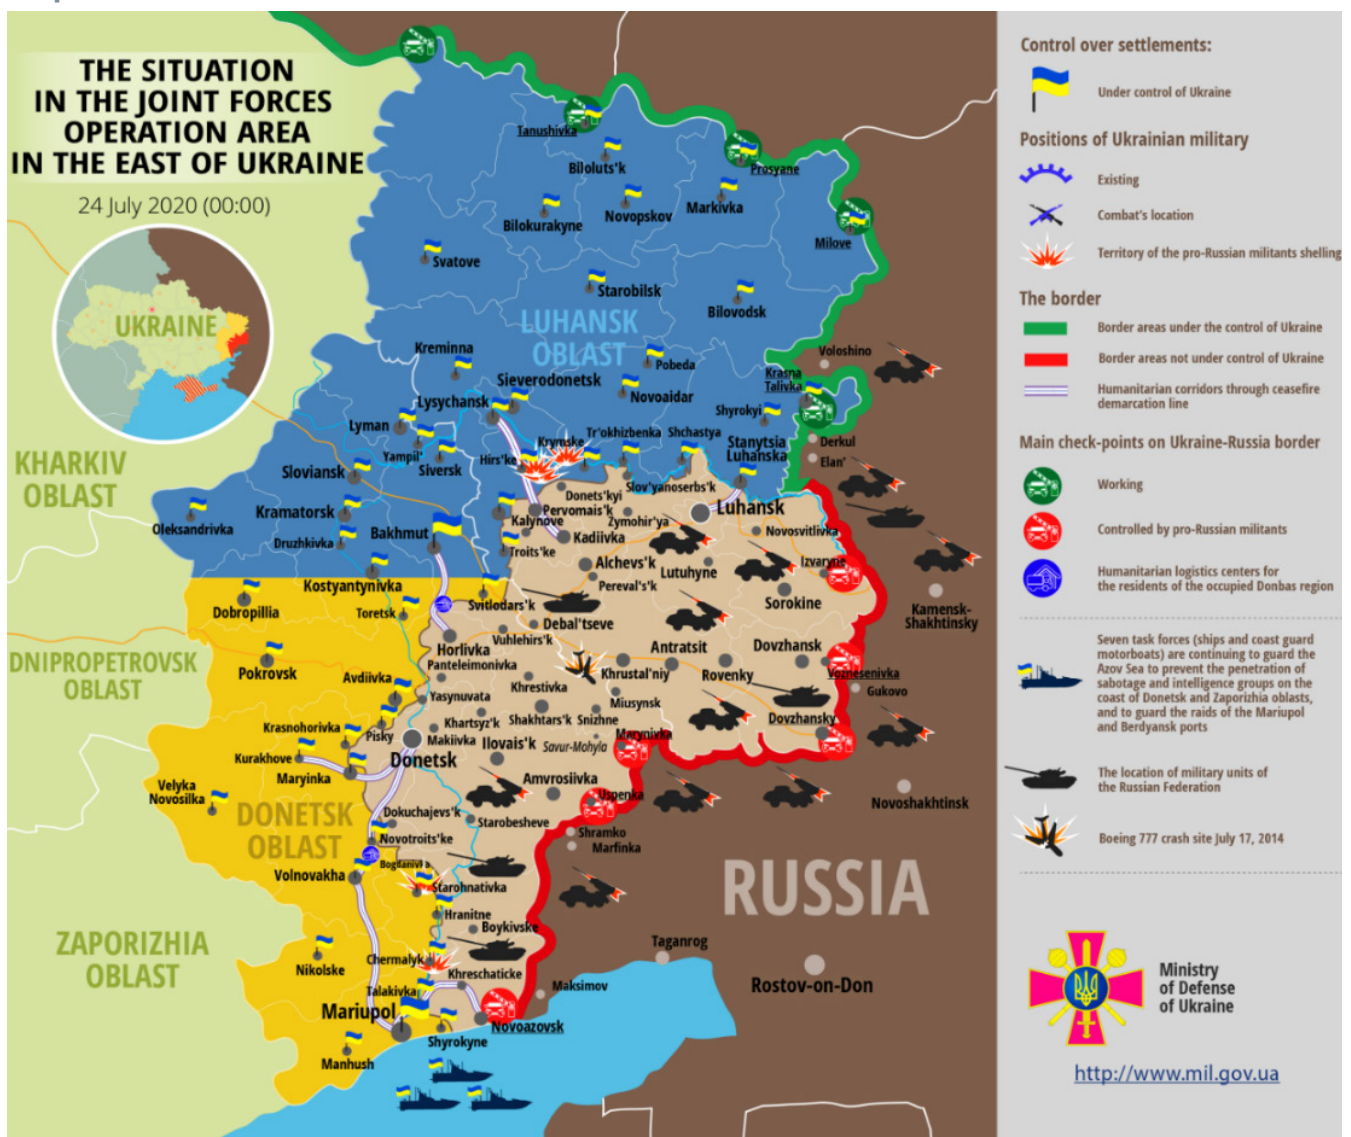 THE SITUATION
IN THE JOINT FORCES
OPERATION AREA
IN THE EAST OF UKRAINE
24 July 2020 (00:00)
UKRAINE
KHARKIV
OBLAST
DNIPROPETROVSK
OBLAST
ZAPORIZHIA
OBLAST
LUHANSK
OBLAST
DONETSK
OBLAST
RUSSIA
Tanushivka
Biloluts'k
Prosyane
Bilokurakyne
Novopskov
Markivka
Milove
Svatove
Starobilsk
Bilovodsk
Kreminna
Pobeda
Voloshino
Sieverodonetsk
Krasna
Talivka
Lysychansk
Novoaidar
Shyrokyi
Lyman
Krymske
Tr'okhizbenka
Shchastya
Stanytsia
Luhanska
Derkul
Yampil'
Siversk
Hirs'ke
Elan'
Sloviansk
Donets'kyi
Slov'yanoserbs'k
Oleksandrivka
Kramatorsk
Pervomais'k
Luhansk
Bakhmut
Kalynove
Zymohir'ya
Novosvitlivka
Druzhkivka
Kadiivka
Troits'ke
Alchevs'k
Lutuhyne
Izvaryne
Kostyantynivka
Pereval's'k
Sorokine
Kamensk-
Shakhtinsky
Dobropillia
Toretsk
Svitlodars'k
Debal'tseve
Vuhlehirs'k
Horlivka
Antratsit
Dovzhansk
Pokrovsk
Panteleimonivka
Khrustal'niy
Rovenky
Voznesenivka
Avdiivka
Khrestivka
Gukovo
Yasynuvata
Miusynsk
Krasnohorivka
Khartsyz'k
Shakhtars'k
Snizhne
Dovzhansky
Pisky
Makiivka
Ilovais'k
Savur-Mohyla
Marynivka
Kurakhove
Donetsk
Maryinka
Amvrosiivka
Velyka
Novosilka
Uspenka
Novoshakhtinsk
Dokuchajevs'k
Starobesheve
Shramko
Novotroits'ke
Marfinka
Bogdanivka
Volnovakha
Starohnativka
Hranitne
Boykivske
Taganrog
Nikolske
Chermalyk
Khreschaticke
Rostov-on-Don
Talakivka
Maksimov
Mariupol
Novoazovsk
Shyrokyne
Manhush
Control over settlements:
Under control of Ukraine
Positions of Ukrainian military
Existing
Combat's location
Territory of the pro-Russian militants shelling
The border
Border areas under the control of Ukraine
Border areas not under control of Ukraine
Humanitarian corridors through ceasefire
demarcation line
Main check-points on Ukraine-Russia border
Working
Controlled by pro-Russian militants
Humanitarian logistics centers for
the residents of the occupied Donbas region
Seven task forces (ships and coast guard
motorboats) are continuing to guard the
Azov Sea to prevent the penetration of
sabotage and intelligence groups on the
coast of Donetsk and Zaporizhia oblasts,
and to guard the raids of the Mariupol
and Berdyansk ports
The location of military units of
the Russian Federation
Boeing 777 crash site July 17, 2014
Ministry
of Defense
of Ukraine
http://www.mil.gov.ua